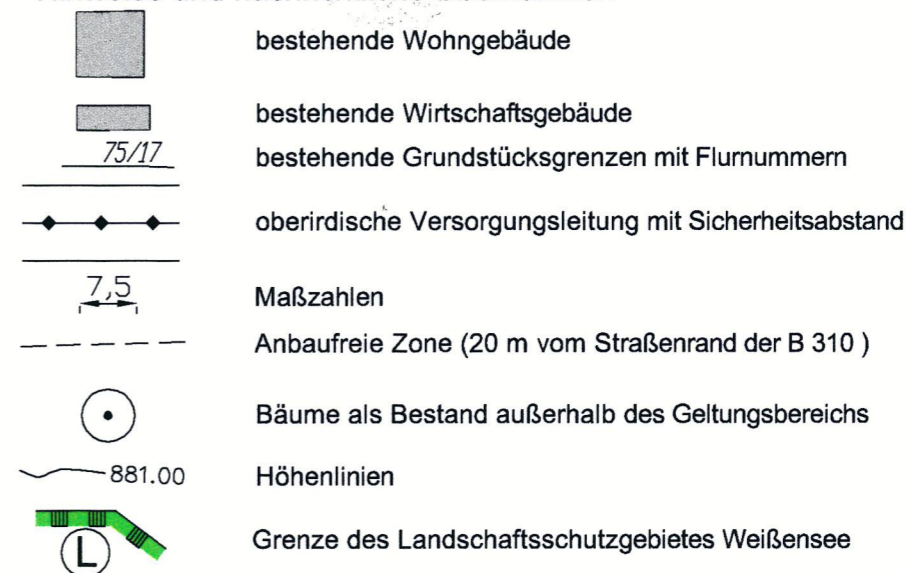 bestehende Wohngebäude
bestehende Wirtschaftsgebäude
75/17 bestehende Grundstücksgrenzen mit Flurnummern
oberirdische Versorgungsleitung mit Sicherheitsabstand
7,5 Maßzahlen
Anbaufreie Zone (20 m vom Straßenrand der B 310 )
Bäume als Bestand außerhalb des Geltungsbereichs
881.00 Höhenlinien
L Grenze des Landschaftsschutzgebietes Weißensee